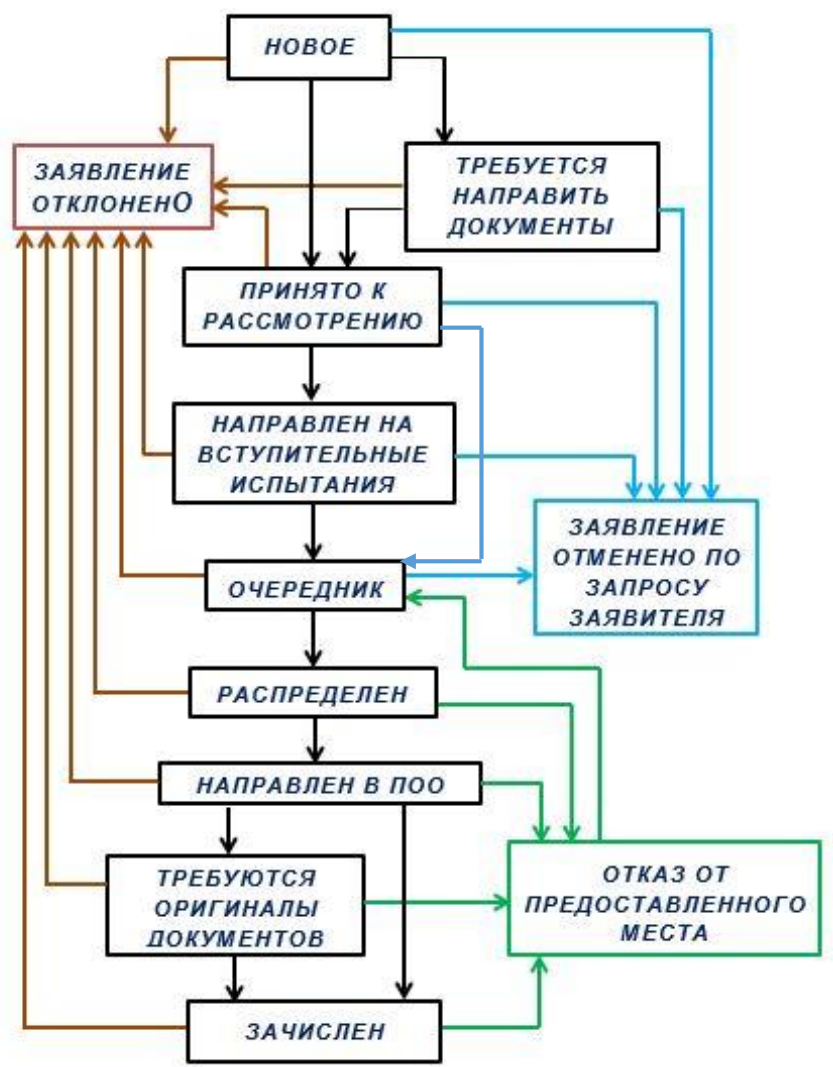 НОВОЕ
ЗАЯВЛЕНИЕ
ОТКЛОНЕНО
ТРЕБУЕТСЯ
НАПРАВИТЬ
ДОКУМЕНТЫ
ПРИНЯТО К
РАССМОТРЕНИЮ
НАПРАВЛЕН НА
ВСТУПИТЕЛЬНЫЕ
ИСПЫТАНИЯ
ЗАЯВЛЕНИЕ
ОТМЕНЕНО ПО
ЗАПРОСУ
ЗАЯВИТЕЛЯ
ОЧЕРЕДНИК
РАСПРЕДЕЛЕН
НАПРАВЛЕН В ПОО
ТРЕБУЮТСЯ
ОРИГИНАЛЫ
ДОКУМЕНТОВ
ОТКАЗ ОТ
ПРЕДОСТАВЛЕННОГО
МЕСТА
ЗАЧИСЛЕН